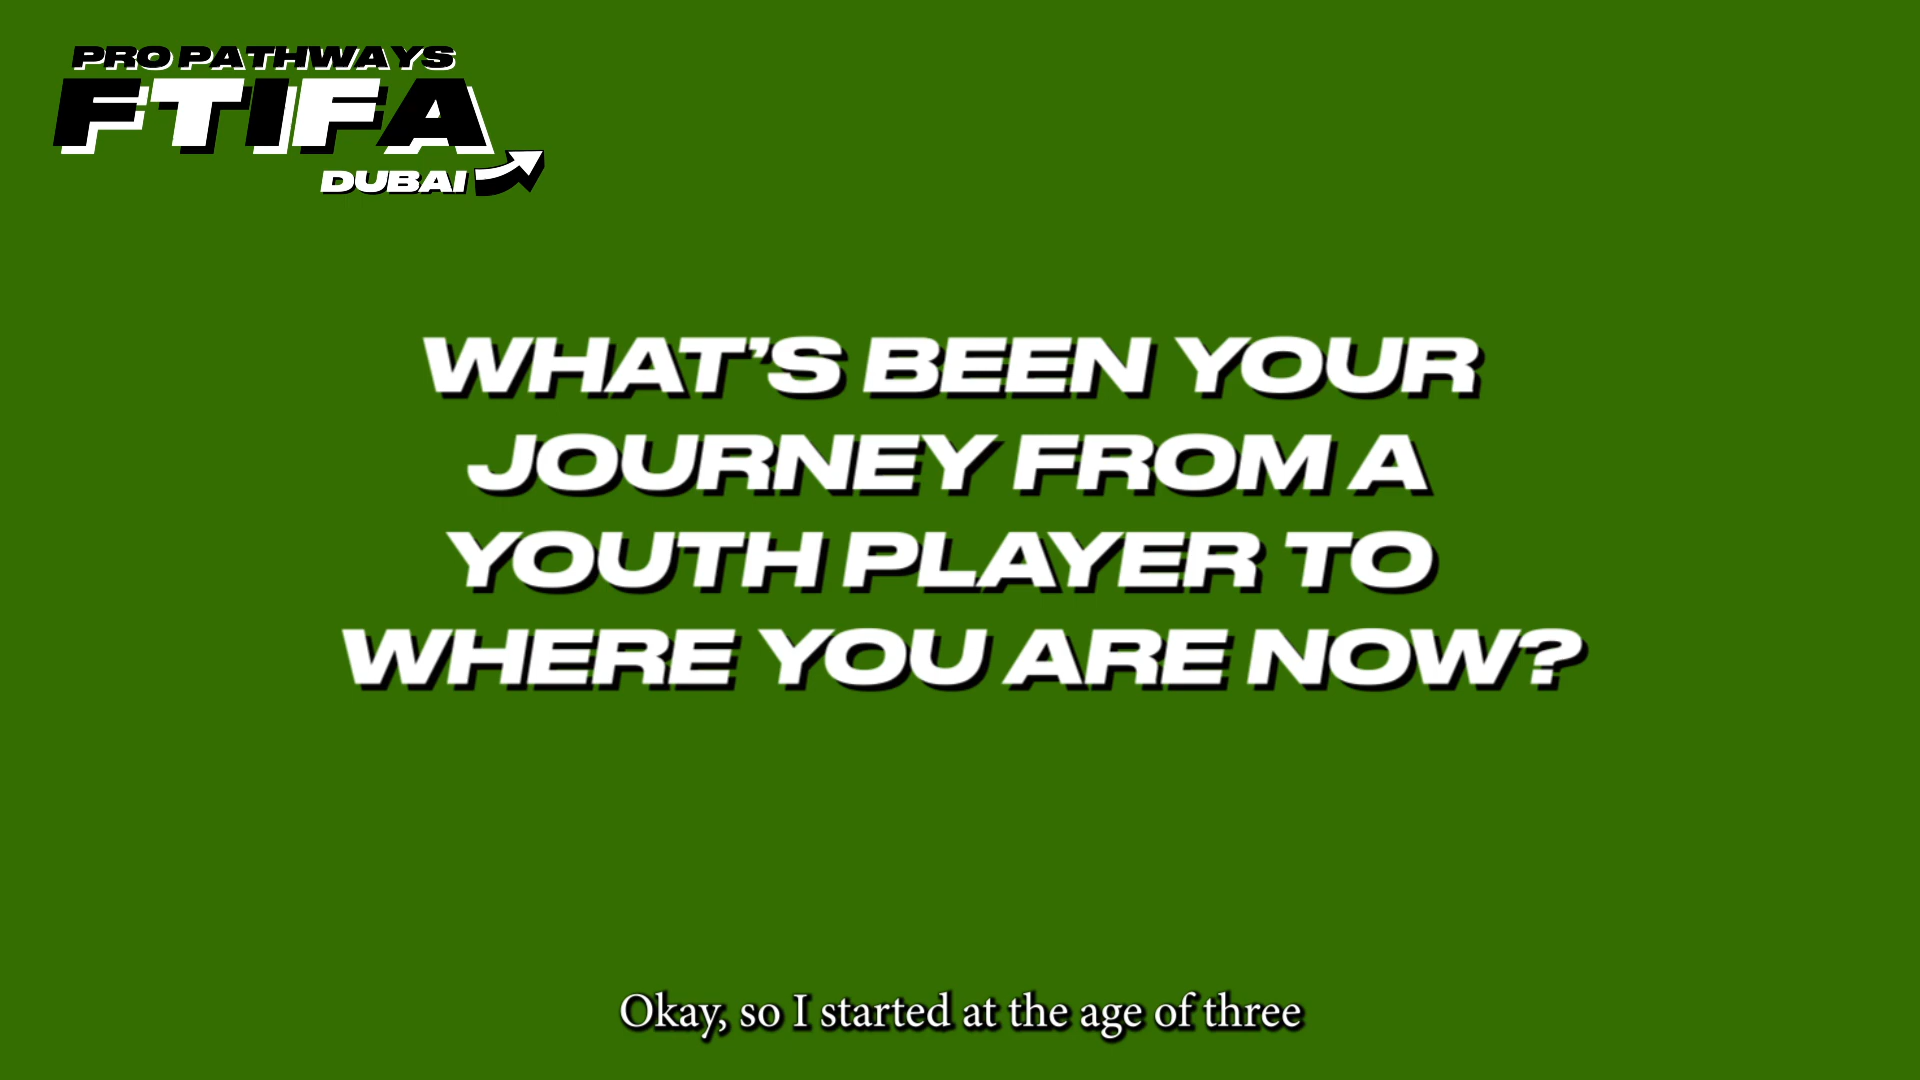 PRO PATHWAYS
FTIFA
DUBAI
WHAT'S BEEN YOUR
JOURNEY FROM A
YOUTH PLAYER TO
WHERE YOU ARE NOW?
Okay, so I started at the age of three